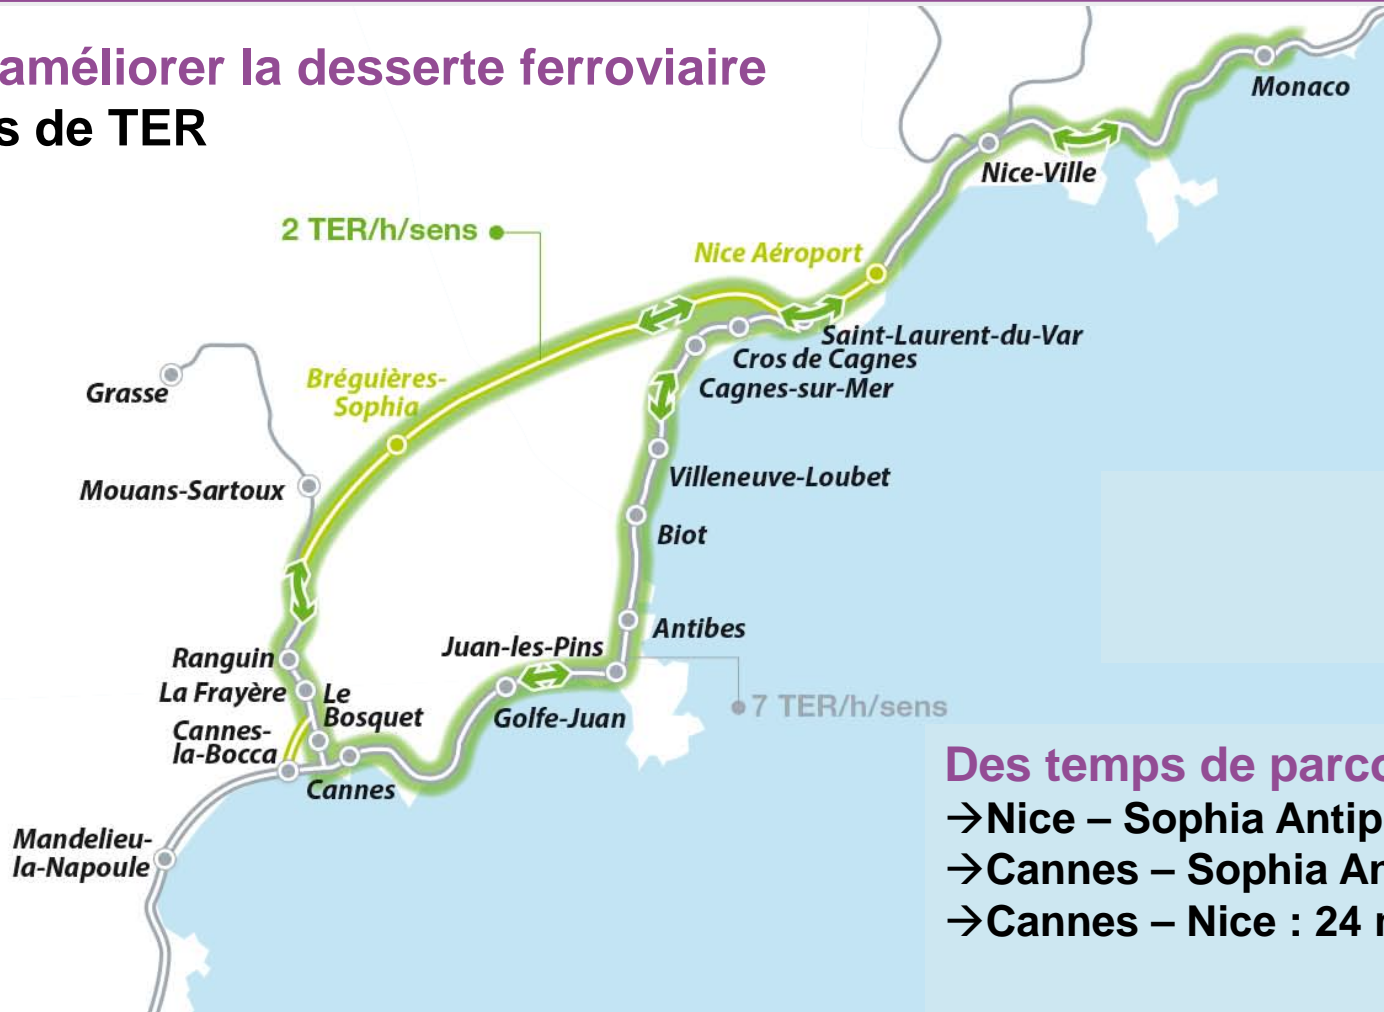 améliorer la desserte ferroviaire
de TER
Monaco
Nice-Ville
2 TER/h/sens
Nice Aéroport
Saint-Laurent-du-Var
Cros de Cagnes
Cagnes-sur-Mer
Bréguières-
Sophia
Grasse
Mouans-Sartoux
Villeneuve-Loubet
Biot
Antibes
Juan-les-Pins
Ranguin
La Frayère
Le
Bosquet
Golfe-Juan
7 TER/h/sens
Cannes-
la-Bocca
Cannes
Mandelieu-
la-Napoule
Des temps de
→Nice – Sophia
→Cannes – Sophia
→Cannes – Nice : 24